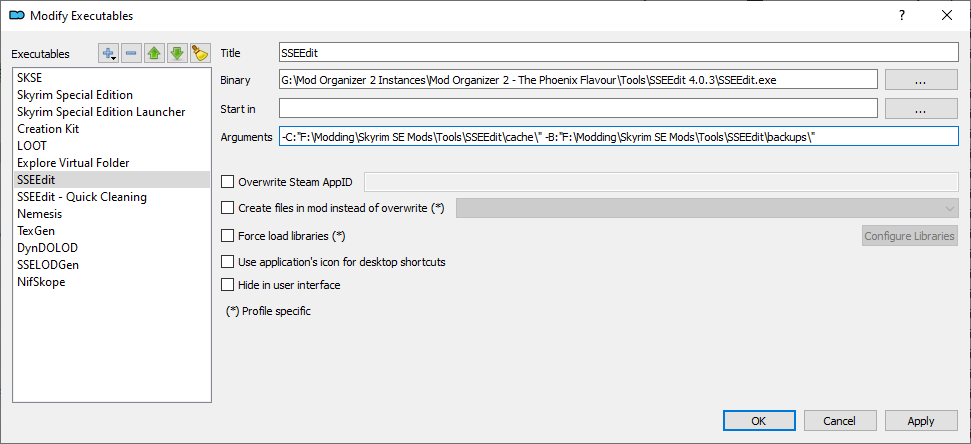 Modify Executables
Executables
SKSE
Skyrim Special Edition
Skyrim Special Edition Launcher
Creation Kit
LOOT
Explore Virtual Folder
SSEEdit
SSEEdit - Quick Cleaning
Nemesis
TexGen
DynDOLOD
SSELODGen
NifSkope
Title SSEEdit
Binary G:\Mod Organizer 2 Instances\Mod Organizer 2 - The Phoenix Flavour\Tools\SSEEdit 4.0.3\SSEEdit.exe ...
Start in ...
Arguments -C:"F:\Modding\Skyrim SE Mods\Tools\SSEEdit\cache\" -B:"F:\Modding\Skyrim SE Mods\Tools\SSEEdit\backups\"
Overwrite Steam AppID
Create files in mod instead of overwrite (*)
Force load libraries (*) Configure Libraries
Use application's icon for desktop shortcuts
Hide in user interface
(*) Profile specific
OK Cancel Apply